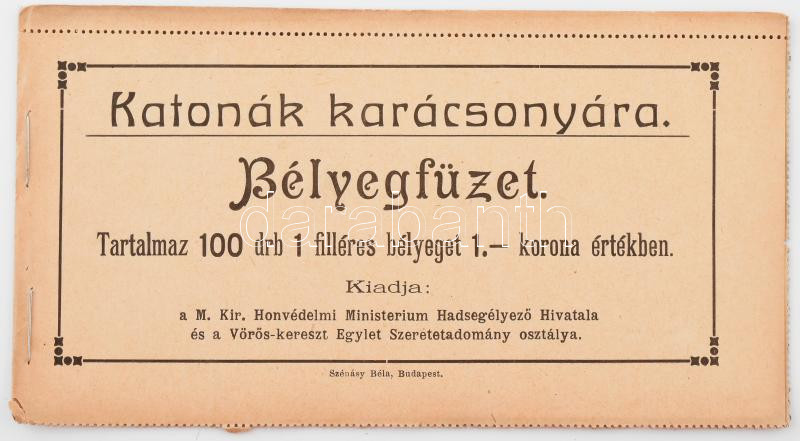 Katonák karácsonyára.
Bélyegfüzet.
darabanth
Tartalmaz 100 drb 1 filléres bélyeget 1.— korona értékben.
Kiadja:
a M. Kir. Honvédelmi Ministerium Hadsegélyező Hivatala
és a Vörös-kereszt Egylet Szeretetadomány osztálya.
Szénásy Béla, Budapest.